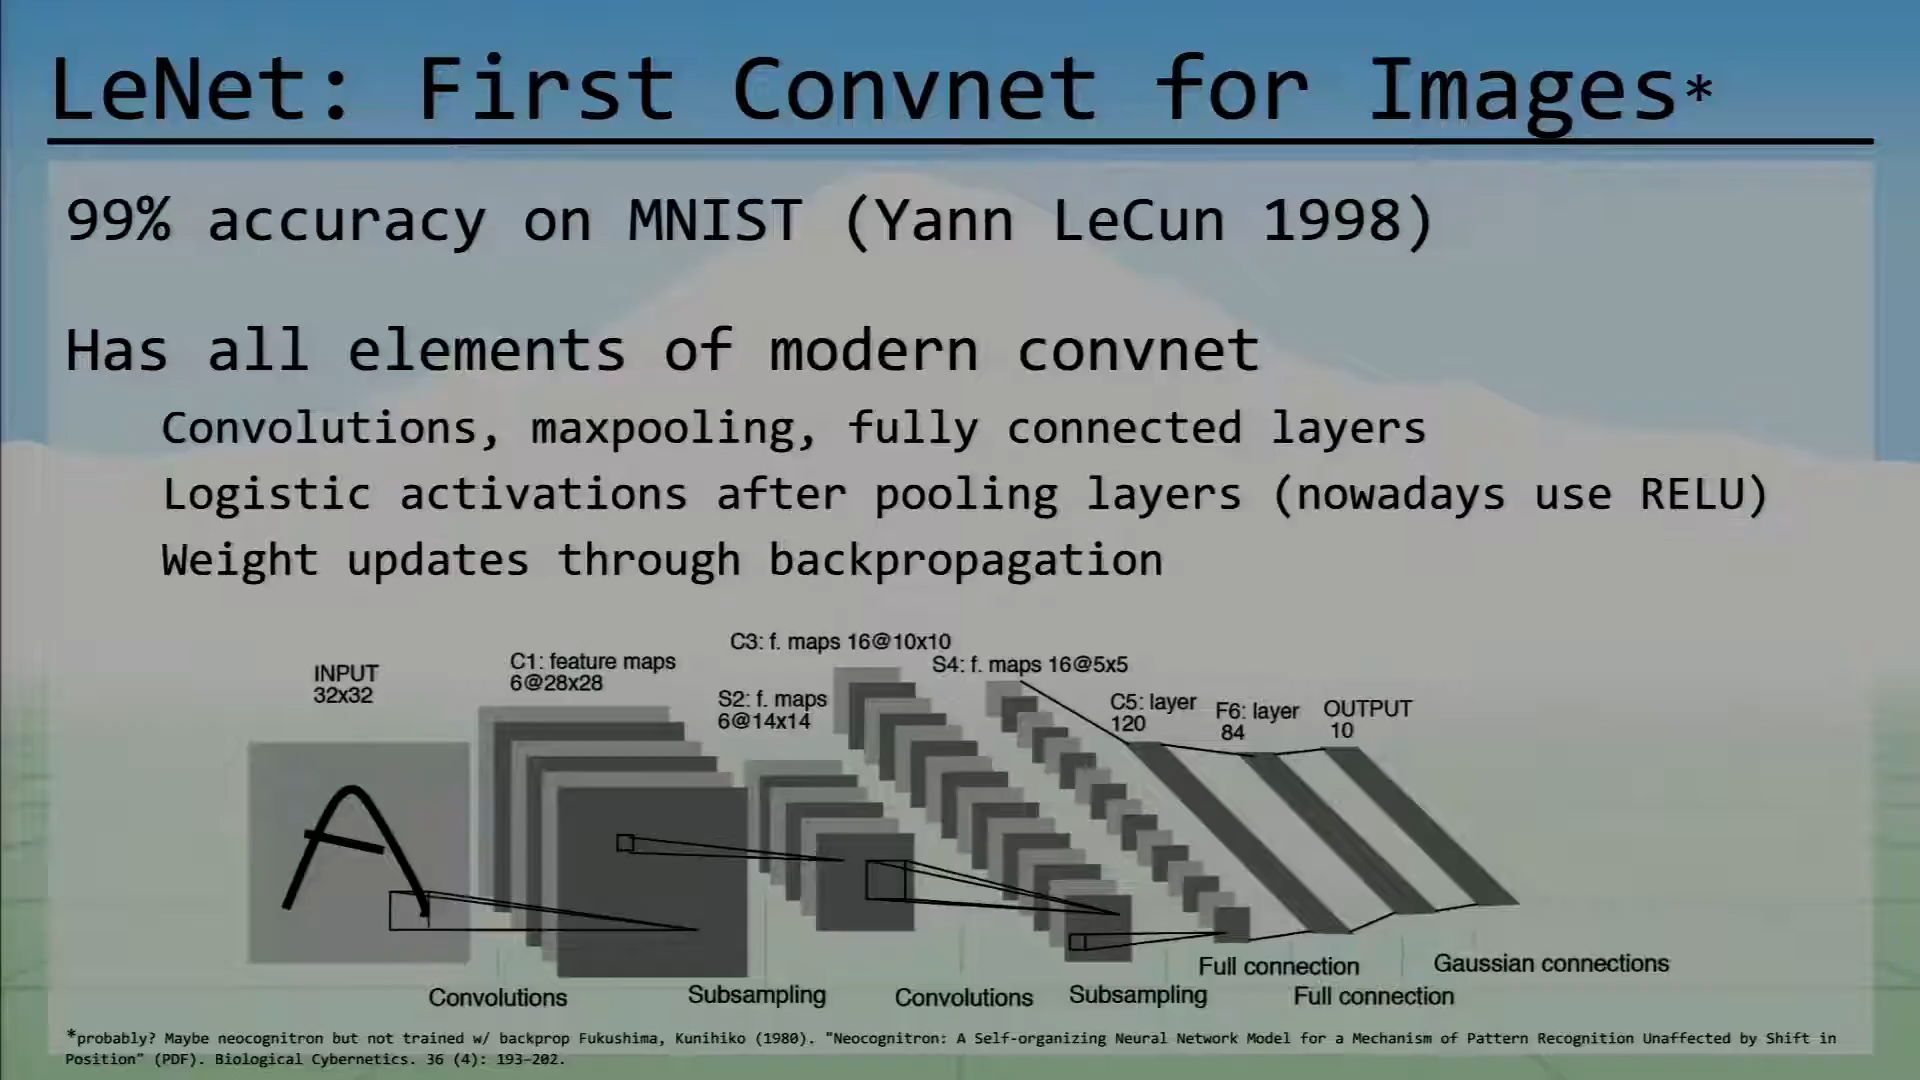 LeNet: First Convnet for Images*
99% accuracy on MNIST (Yann LeCun 1998)
Has all elements of modern convnet
Convolutions, maxpooling, fully connected layers
Logistic activations after pooling layers (nowadays use RELU)
Weight updates through backpropagation
C3: f. maps 16@10x10
INPUT
32x32
C1: feature maps
6@28x28
S2: f. maps
6@14x14
S4: f. maps 16@5x5
C5: layer
120
F6: layer
84
OUTPUT
10
A
Convolutions
Subsampling
Convolutions
Subsampling
Full connection
Full connection
Gaussian connections
*probably? Maybe neocognitron but not trained w/ backprop Fukushima, Kunihiko (1980). "Neocognitron: A Self-organizing Neural Network Model for a Mechanism of Pattern Recognition Unaffected by Shift in
Position" (PDF). Biological Cybernetics. 36 (4): 193–202.